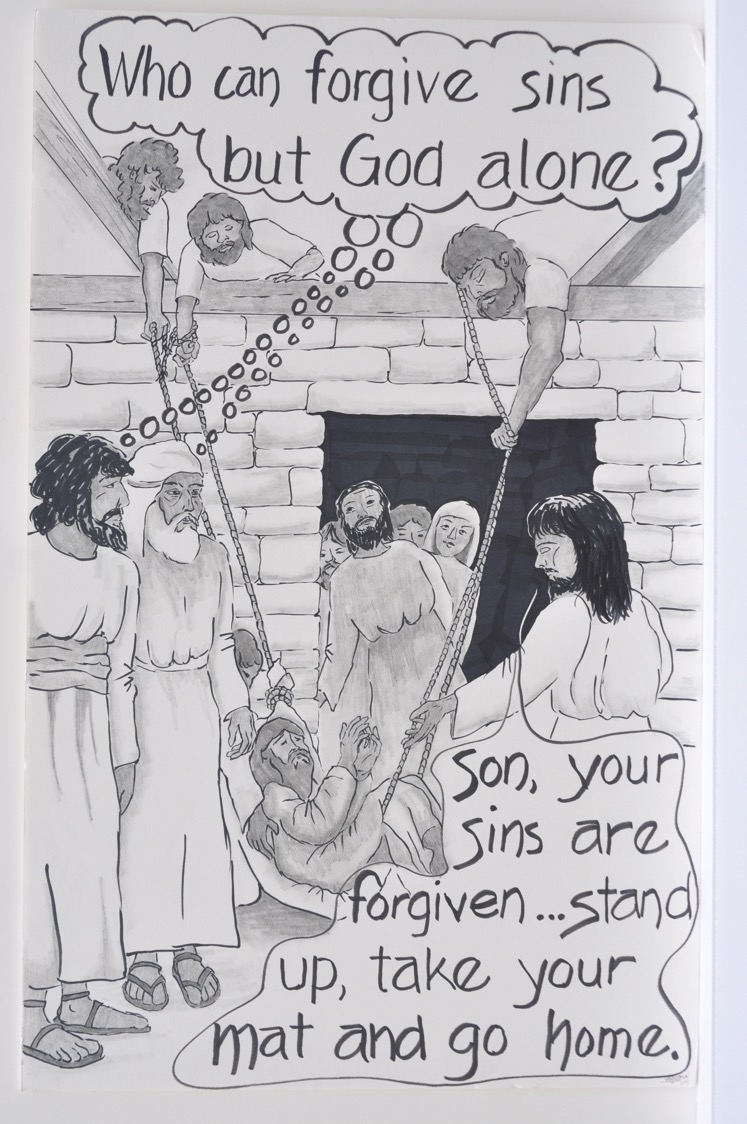 Who can forgive sins
but God alone?
Son, your
sins are
forgiven...stand
up, take your
mat and go home.